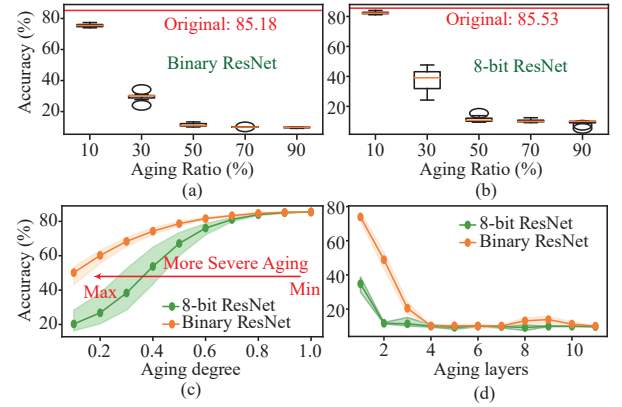 Accuracy (%)
80
60
40
20
Original: 85.18
Binary ResNet
10
30
50
70
90
Aging Ratio (%)
(a)
80
60
40
20
Original: 85.53
8-bit ResNet
10
30
50
70
90
Aging Ratio (%)
(b)
Accuracy (%)
80
60
40
20
More Severe Aging
Max
Min
8-bit ResNet
Binary ResNet
0.2
0.4
0.6
0.8
1.0
Aging degree
(c)
Accuracy (%)
80
60
40
20
8-bit ResNet
Binary ResNet
2
4
6
8
10
Aging layers
(d)